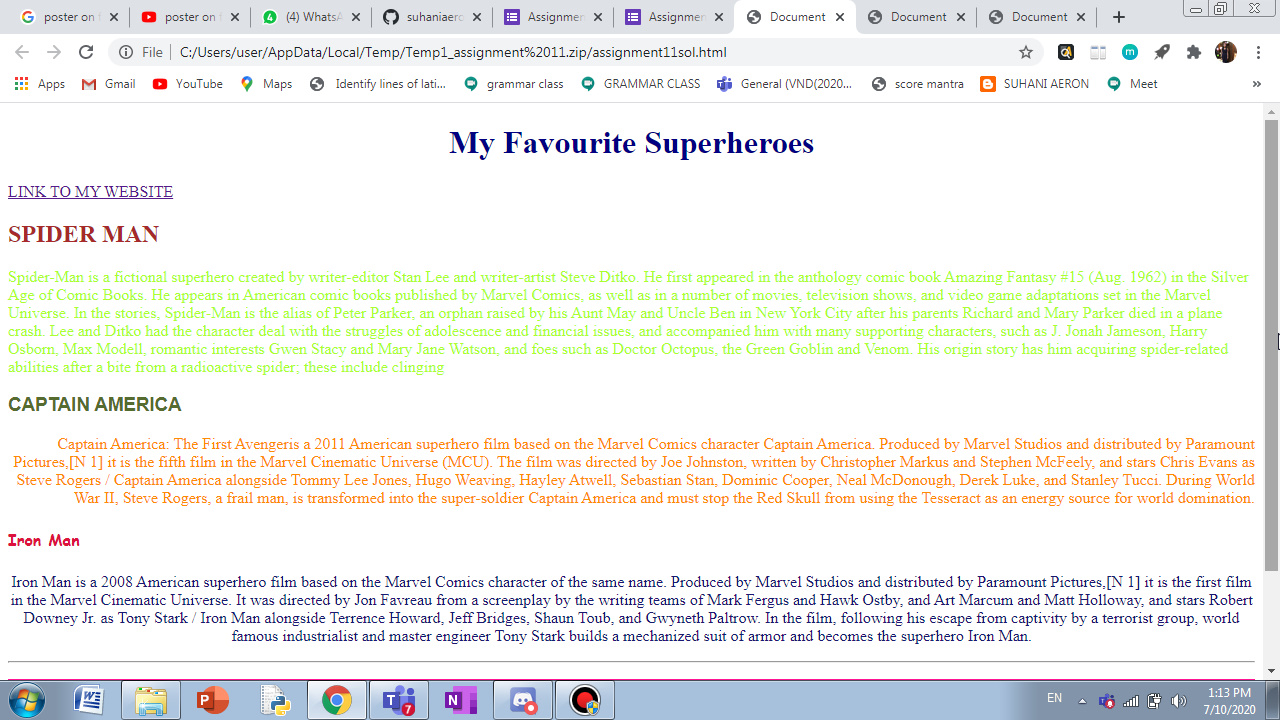 poster on t
poster on t
(4) WhatsA
suhaniaero
Assignmen
Assignmen
Document
Document
Document
File
C:/Users/user/AppData/Local/Temp/Temp1_assignment%2011.zip/assignment11sol.html
Apps
Gmail
YouTube
Maps
Identify lines of lati...
grammar class
GRAMMAR CLASS
General (VND(2020...
score mantra
SUHANI AERON
Meet
»
My Favourite Superheroes
LINK TO MY WEBSITE
SPIDER MAN
Spider-Man is a fictional superhero created by writer-editor Stan Lee and writer-artist Steve Ditko. He first appeared in the anthology comic book Amazing Fantasy #15 (Aug. 1962) in the Silver
Age of Comic Books. He appears in American comic books published by Marvel Comics, as well as in a number of movies, television shows, and video game adaptations set in the Marvel
Universe. In the stories, Spider-Man is the alias of Peter Parker, an orphan raised by his Aunt May and Uncle Ben in New York City after his parents Richard and Mary Parker died in a plane
crash. Lee and Ditko had the character deal with the struggles of adolescence and financial issues, and accompanied him with many supporting characters, such as J. Jonah Jameson, Harry
Osborn, Max Modell, romantic interests Gwen Stacy and Mary Jane Watson, and foes such as Doctor Octopus, the Green Goblin and Venom. His origin story has him acquiring spider-related
abilities after a bite from a radioactive spider; these include clinging
CAPTAIN AMERICA
Captain America: The First Avengeris a 2011 American superhero film based on the Marvel Comics character Captain America. Produced by Marvel Studios and distributed by Paramount
Pictures,[N 1] it is the fifth film in the Marvel Cinematic Universe (MCU). The film was directed by Joe Johnston, written by Christopher Markus and Stephen McFeely, and stars Chris Evans as
Steve Rogers / Captain America alongside Tommy Lee Jones, Hugo Weaving, Hayley Atwell, Sebastian Stan, Dominic Cooper, Neal McDonough, Derek Luke, and Stanley Tucci. During World
War II, Steve Rogers, a frail man, is transformed into the super-soldier Captain America and must stop the Red Skull from using the Tesseract as an energy source for world domination.
Iron Man
Iron Man is a 2008 American superhero film based on the Marvel Comics character of the same name. Produced by Marvel Studios and distributed by Paramount Pictures,[N 1] it is the first film
in the Marvel Cinematic Universe. It was directed by Jon Favreau from a screenplay by the writing teams of Mark Fergus and Hawk Ostby, and Art Marcum and Matt Holloway, and stars Robert
Downey Jr. as Tony Stark / Iron Man alongside Terrence Howard, Jeff Bridges, Shaun Toub, and Gwyneth Paltrow. In the film, following his escape from captivity by a terrorist group, world
famous industrialist and master engineer Tony Stark builds a mechanized suit of armor and becomes the superhero Iron Man.
EN
1:13 PM
7/10/2020